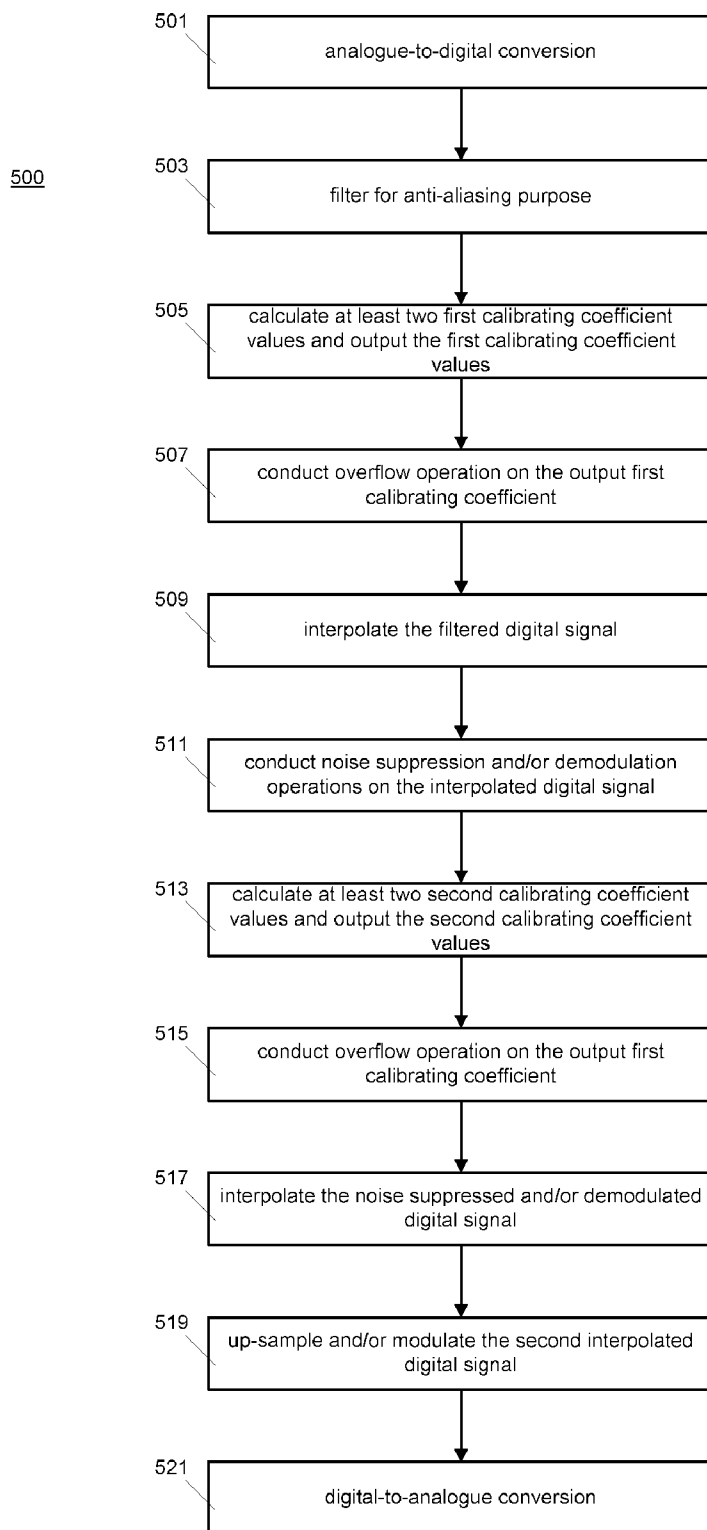 501
analogue-to-digital conversion
500
503
filter for anti-aliasing purpose
505
calculate at least two first calibrating coefficient
values and output the first calibrating coefficient
values
507
conduct overflow operation on the output first
calibrating coefficient
509
interpolate the filtered digital signal
511
conduct noise suppression and/or demodulation
operations on the interpolated digital signal
513
calculate at least two second calibrating coefficient
values and output the second calibrating coefficient
values
515
conduct overflow operation on the output first
calibrating coefficient
517
interpolate the noise suppressed and/or demodulated
digital signal
519
up-sample and/or modulate the second interpolated
digital signal
521
digital-to-analogue conversion